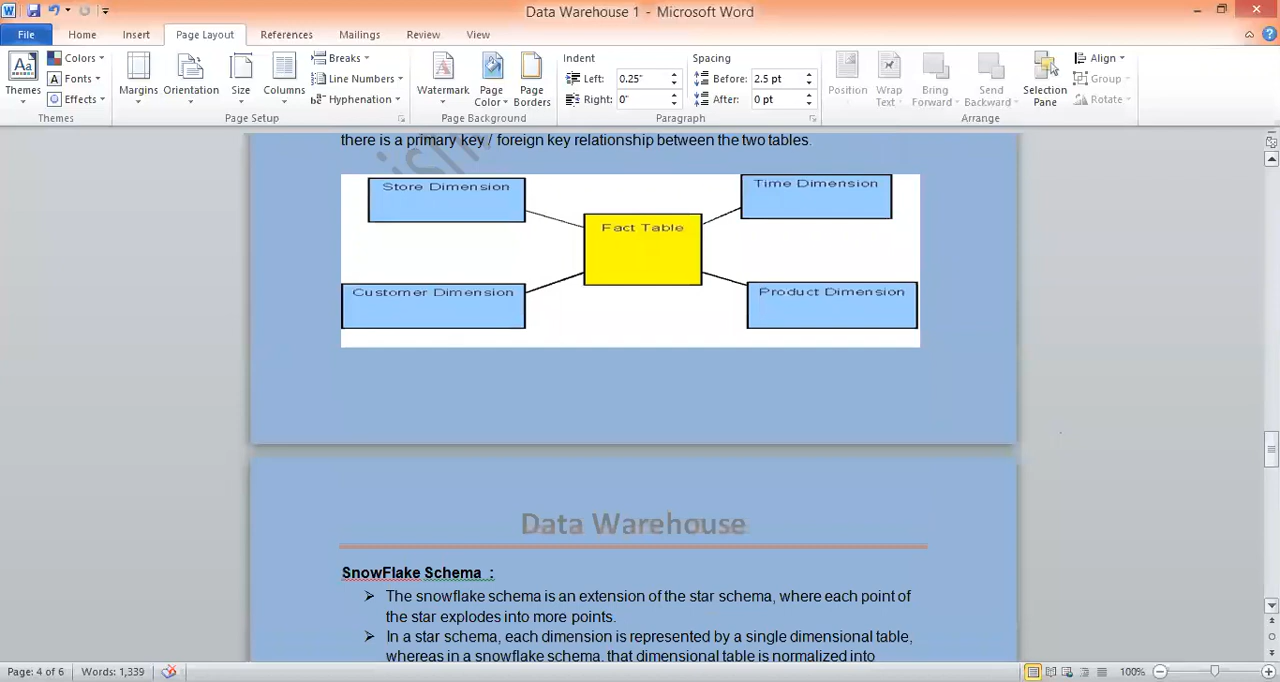 Data Warehouse 1 - Microsoft Word
File Home Insert Page Layout References Mailings Review View
Colors Breaks Indent Spacing Align
Aa Fonts Line Numbers Left: 0.25" Before: 2.5 pt Group
Themes Effects Margins Orientation Size Columns Hyphenation Watermark Page Color Page Borders Right: 0" After: 0 pt Position Wrap Text Bring Forward Send Backward Selection Pane Rotate
Themes Page Setup Page Background Paragraph Arrange
there is a primary key / foreign key relationship between the two tables.
Store Dimension Time Dimension
Fact Table
Customer Dimension Product Dimension
Data Warehouse
SnowFlake Schema :
➢ The snowflake schema is an extension of the star schema, where each point of
the star explodes into more points.
➢ In a star schema, each dimension is represented by a single dimensional table,
whereas in a snowflake schema, that dimensional table is normalized into
Page: 4 of 6 Words: 1,339 100%